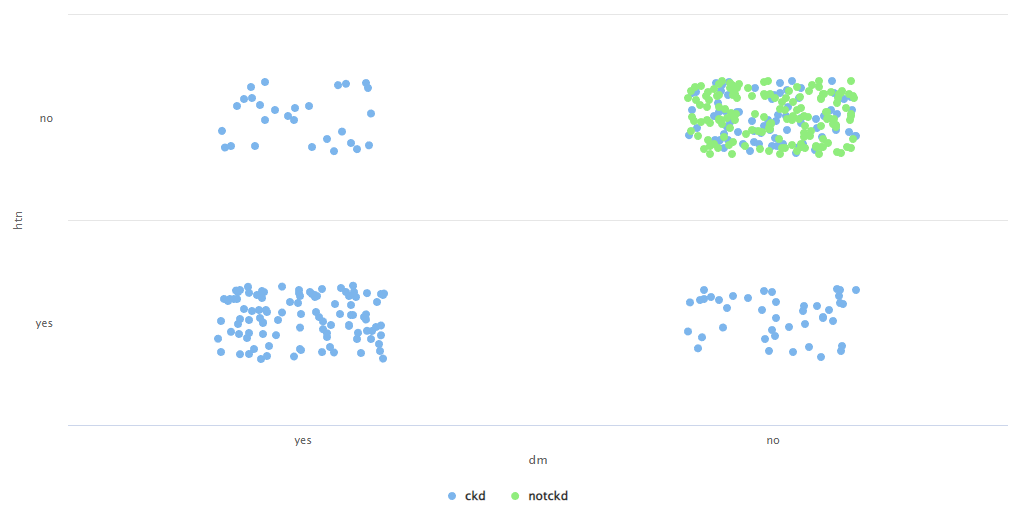 no
htn
yes
yes no
dm
ckd notckd